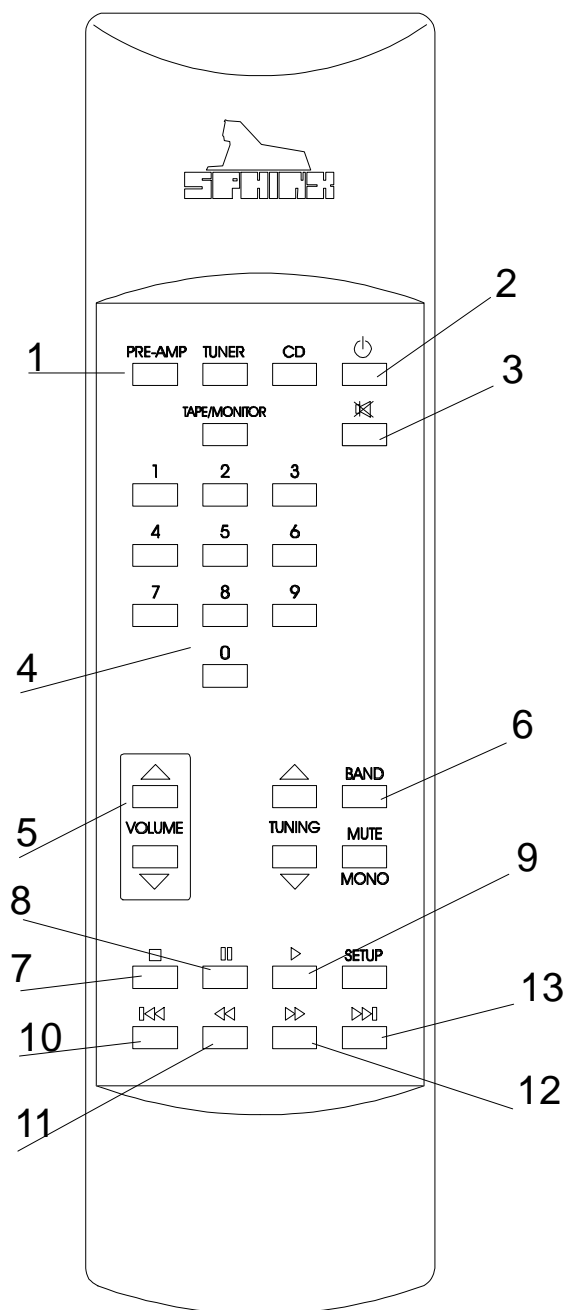 SPHINX
2
PRE-AMP TUNER CD
1
3
TAPE/MONITOR
1 2 3
4 5 6
7 8 9
4
0
6
BAND
5
VOLUME TUNING MUTE
MONO
9
8
7
SETUP
13
10
12
11